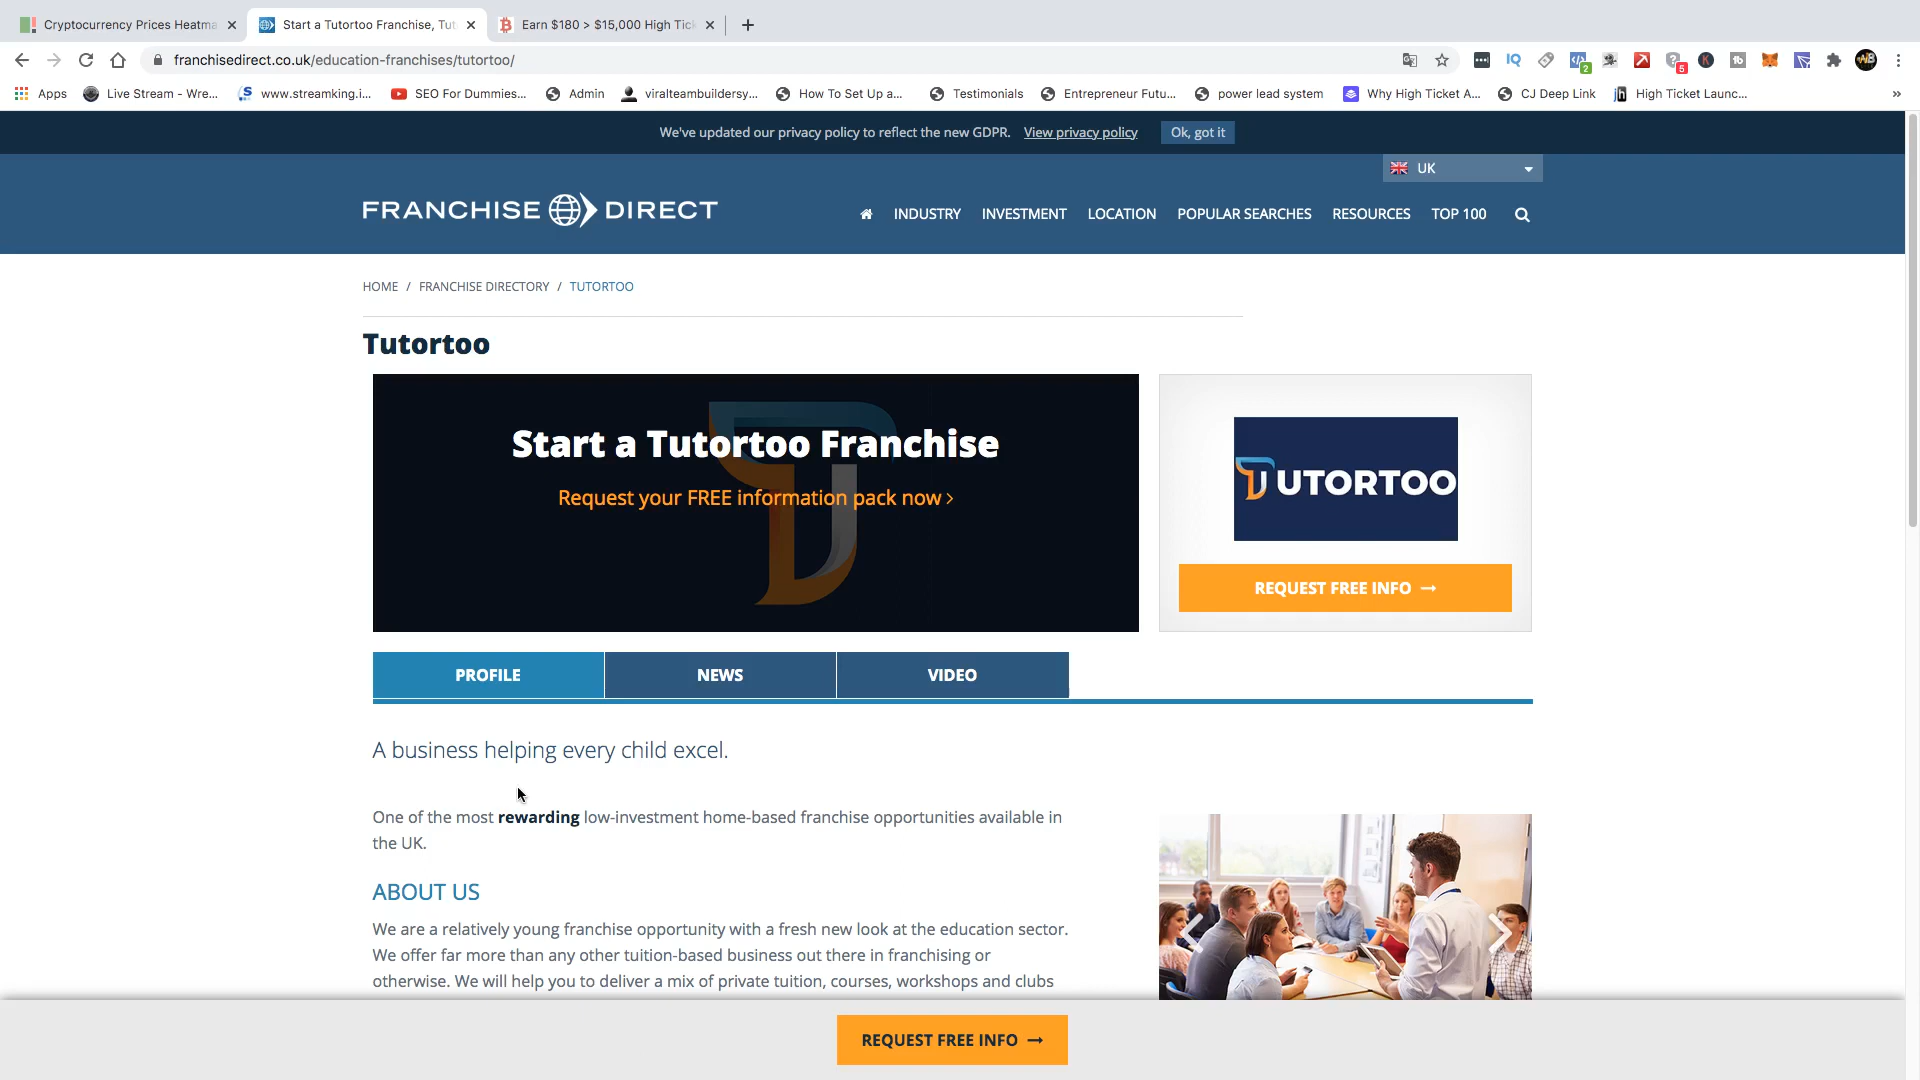 Cryptocurrency Prices Heatma
Start a Tutortoo Franchise, Tut
Earn $180 > $15,000 High Tick
franchisedirect.co.uk/education-franchises/tutortoo/
Apps
Live Stream - Wre...
www.streamking.i...
SEO For Dummies...
Admin
viralteambuildersy...
How To Set Up a...
Testimonials
Entrepreneur Futu...
power lead system
Why High Ticket A...
CJ Deep Link
High Ticket Launc...
We've updated our privacy policy to reflect the new GDPR. View privacy policy Ok, got it
UK
FRANCHISE DIRECT
INDUSTRY INVESTMENT LOCATION POPULAR SEARCHES RESOURCES TOP 100
HOME / FRANCHISE DIRECTORY / TUTORTOO
Tutortoo
Start a Tutortoo Franchise
Request your FREE information pack now >
TUTORTOO
REQUEST FREE INFO →
PROFILE NEWS VIDEO
A business helping every child excel.
One of the most rewarding low-investment home-based franchise opportunities available in
the UK.
ABOUT US
We are a relatively young franchise opportunity with a fresh new look at the education sector.
We offer far more than any other tuition-based business out there in franchising or
otherwise. We will help you to deliver a mix of private tuition, courses, workshops and clubs
REQUEST FREE INFO →